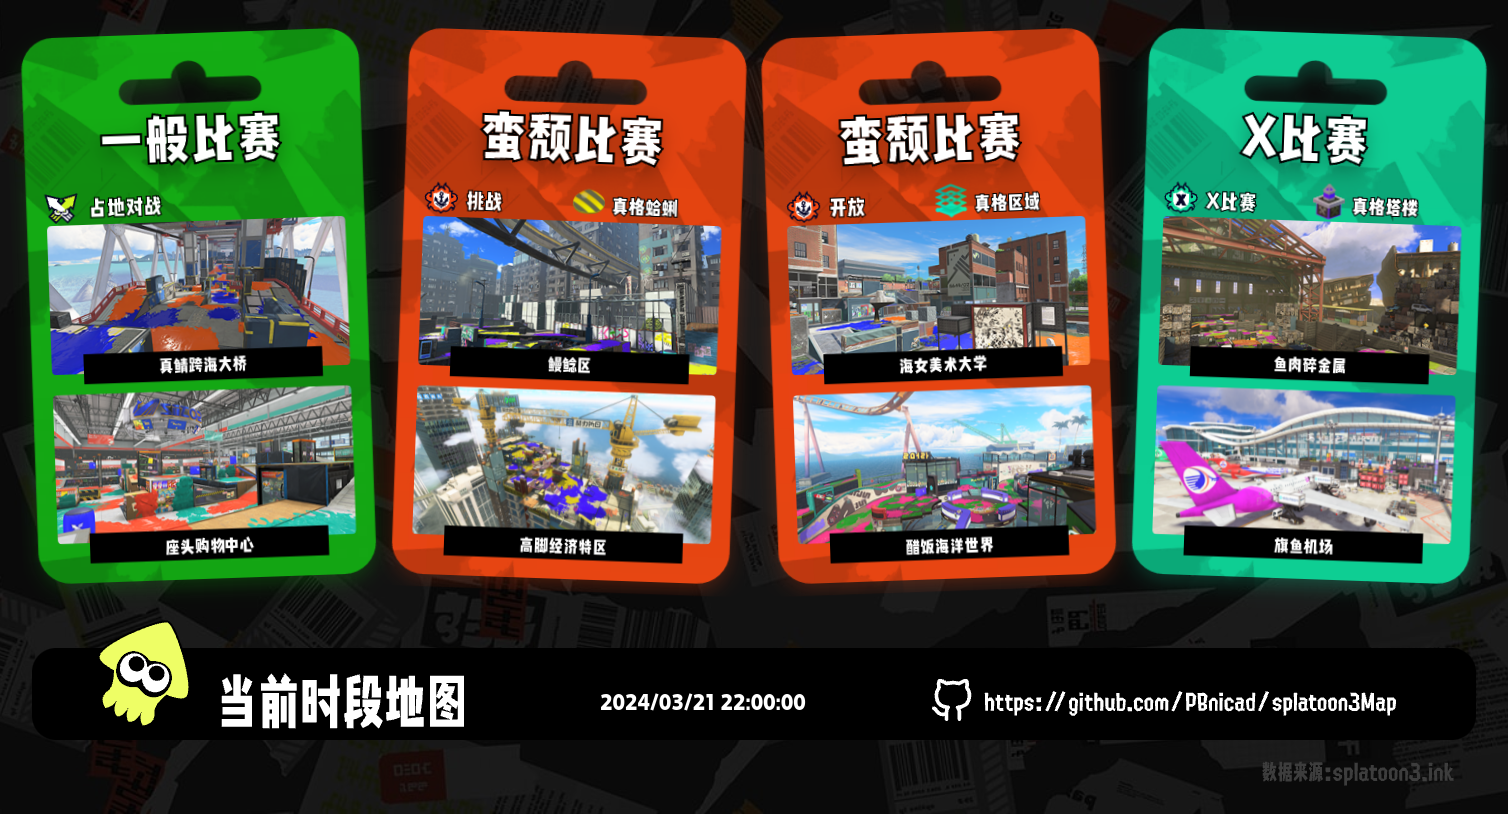 一般比赛
占地对战
真鲭跨海大桥
座头购物中心
蛮颓比赛
挑战
真格蛤蜊
鳗鲶区
高脚经济特区
蛮颓比赛
开放
真格区域
海女美术大学
醋饭海洋世界
X比赛
X比赛
真格塔楼
鱼肉碎金属
旗鱼机场
当前时段地图
2024/03/21 22:00:00
https://github.com/PBnicad/splatoon3Map
数据来源:splatoon3.ink